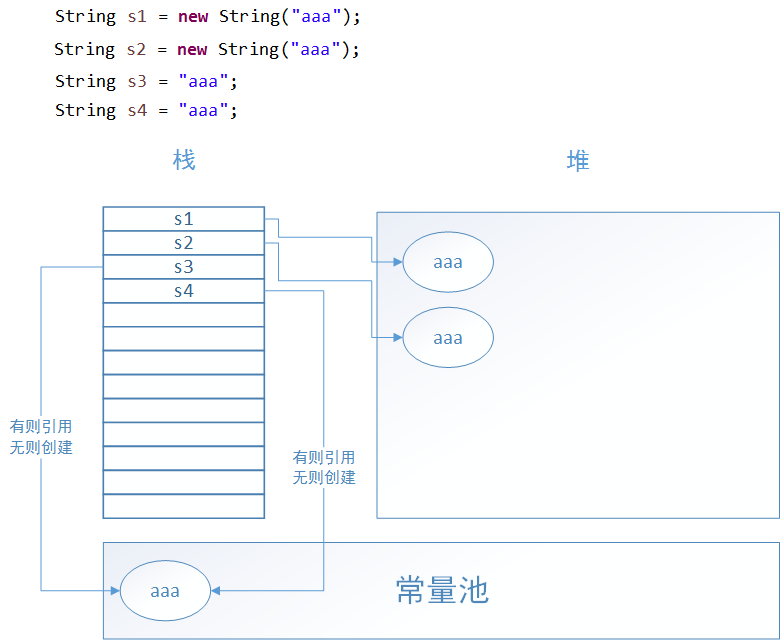 String s1 = new String("aaa");
String s2 = new String("aaa");
String s3 = "aaa";
String s4 = "aaa";
栈
堆
s1
s2
s3
s4
aaa
aaa
有则引用
无则创建
有则引用
无则创建
aaa
常量池